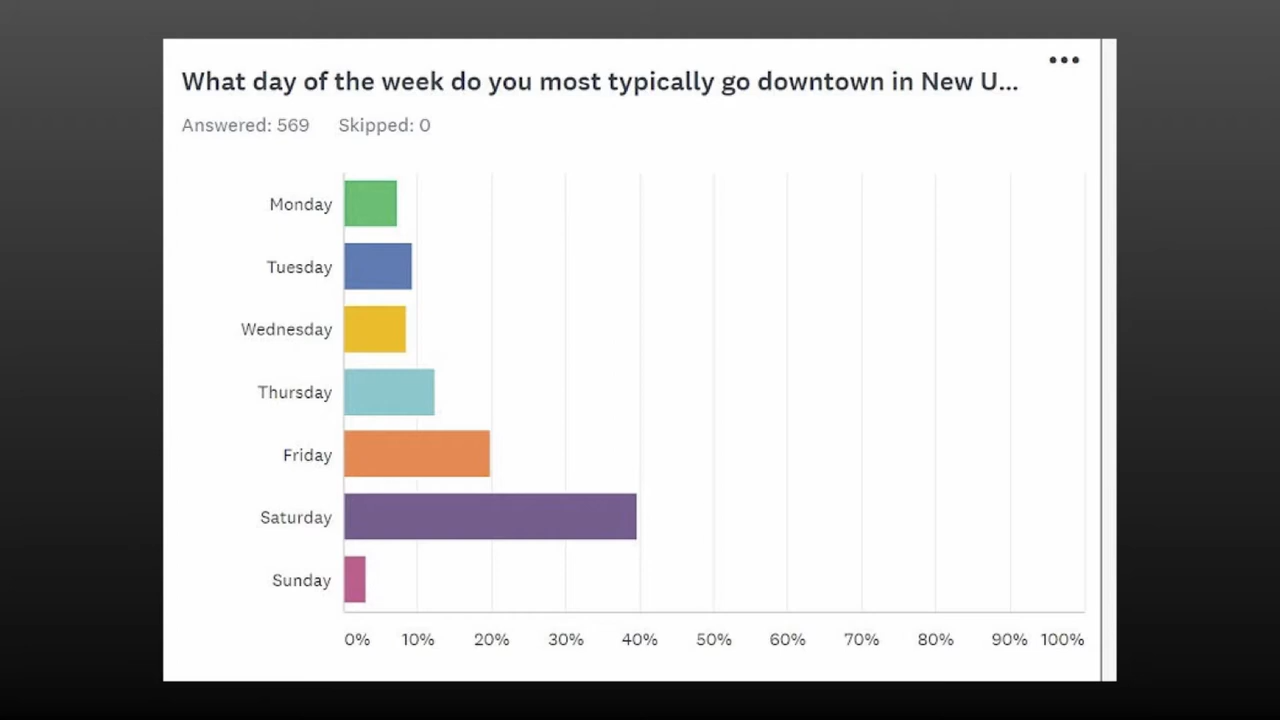 What day of the week do you most typically go downtown in New U...
Answered: 569 Skipped: 0
Monday
Tuesday
Wednesday
Thursday
Friday
Saturday
Sunday
0% 10% 20% 30% 40% 50% 60% 70% 80% 90% 100%